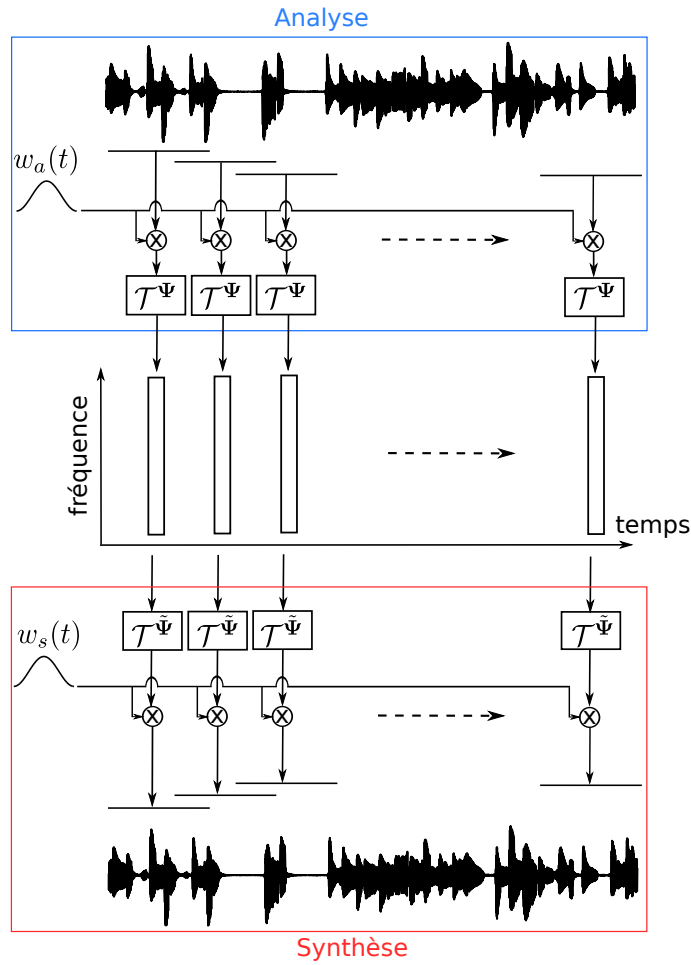 Analyse
w_a(t)
X X X X
𝒯^Ψ 𝒯^Ψ 𝒯^Ψ 𝒯^Ψ
fréquence
temps
𝒯^Ψ̃ 𝒯^Ψ̃ 𝒯^Ψ̃ 𝒯^Ψ̃
w_s(t)
X X X X
Synthèse